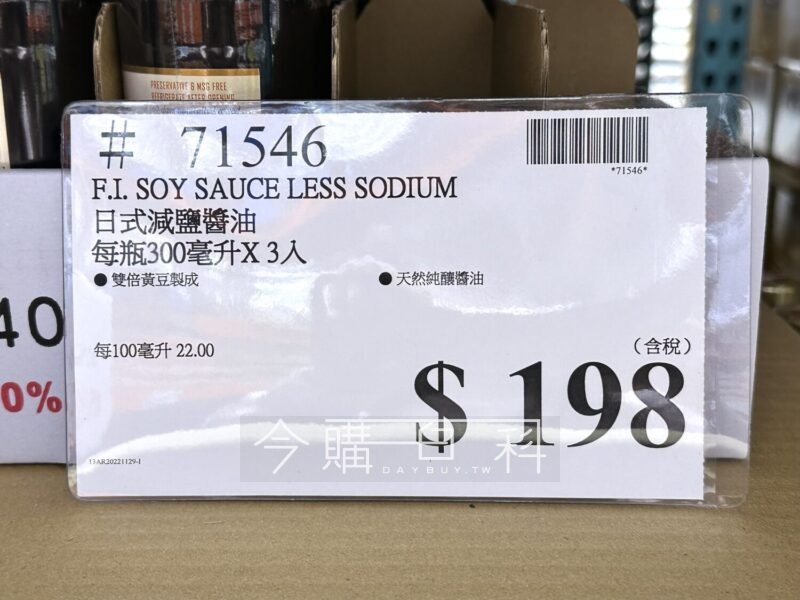 PRESERVATIVE & MSG FREE
REFRIGERATE AFTER OPENING
# 71546
*71546*
F.I. SOY SAUCE LESS SODIUM
日式減鹽醬油
每瓶300毫升X 3入
● 雙倍黃豆製成
● 天然純釀醬油
40
0%
每100毫升 22.00
(含稅)
$ 198
今購百科
DAYBUY.TW
13AR20221129-I